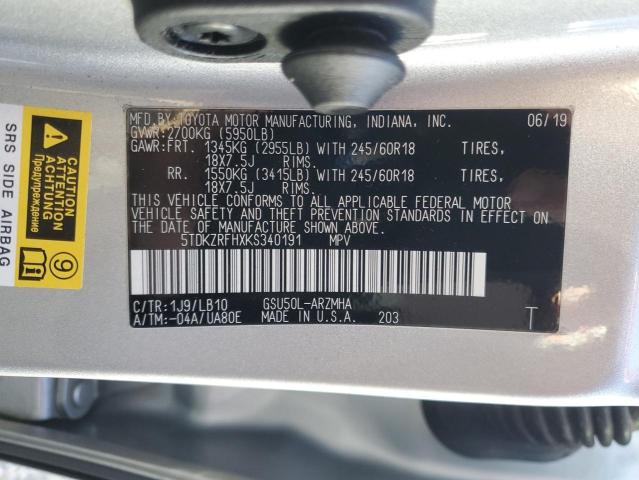 MFD. BY:TOYOTA MOTOR MANUFACTURING, INDIANA, INC. 06/19
GVWR:2700KG (5950LB)
GAWR:FRT. 1345KG (2955LB) WITH 245/60R18 TIRES,
18X7.5J RIMS.
RR. 1550KG (3415LB) WITH 245/60R18 TIRES,
18X7.5J RIMS.
THIS VEHICLE CONFORMS TO ALL APPLICABLE FEDERAL MOTOR
VEHICLE SAFETY AND THEFT PREVENTION STANDARDS IN EFFECT
ON THE DATE OF MANUFACTURE SHOWN ABOVE.
5TDKZRFHXKS340191 MPV
C/TR:1J9/LB10 GSU50L-ARZMHA
A/TM:-04A/UA80E MADE IN U.S.A. 203 T
SRS SIDE AIRBAG
CAUTION
ATTENTION
Предупреждение
9